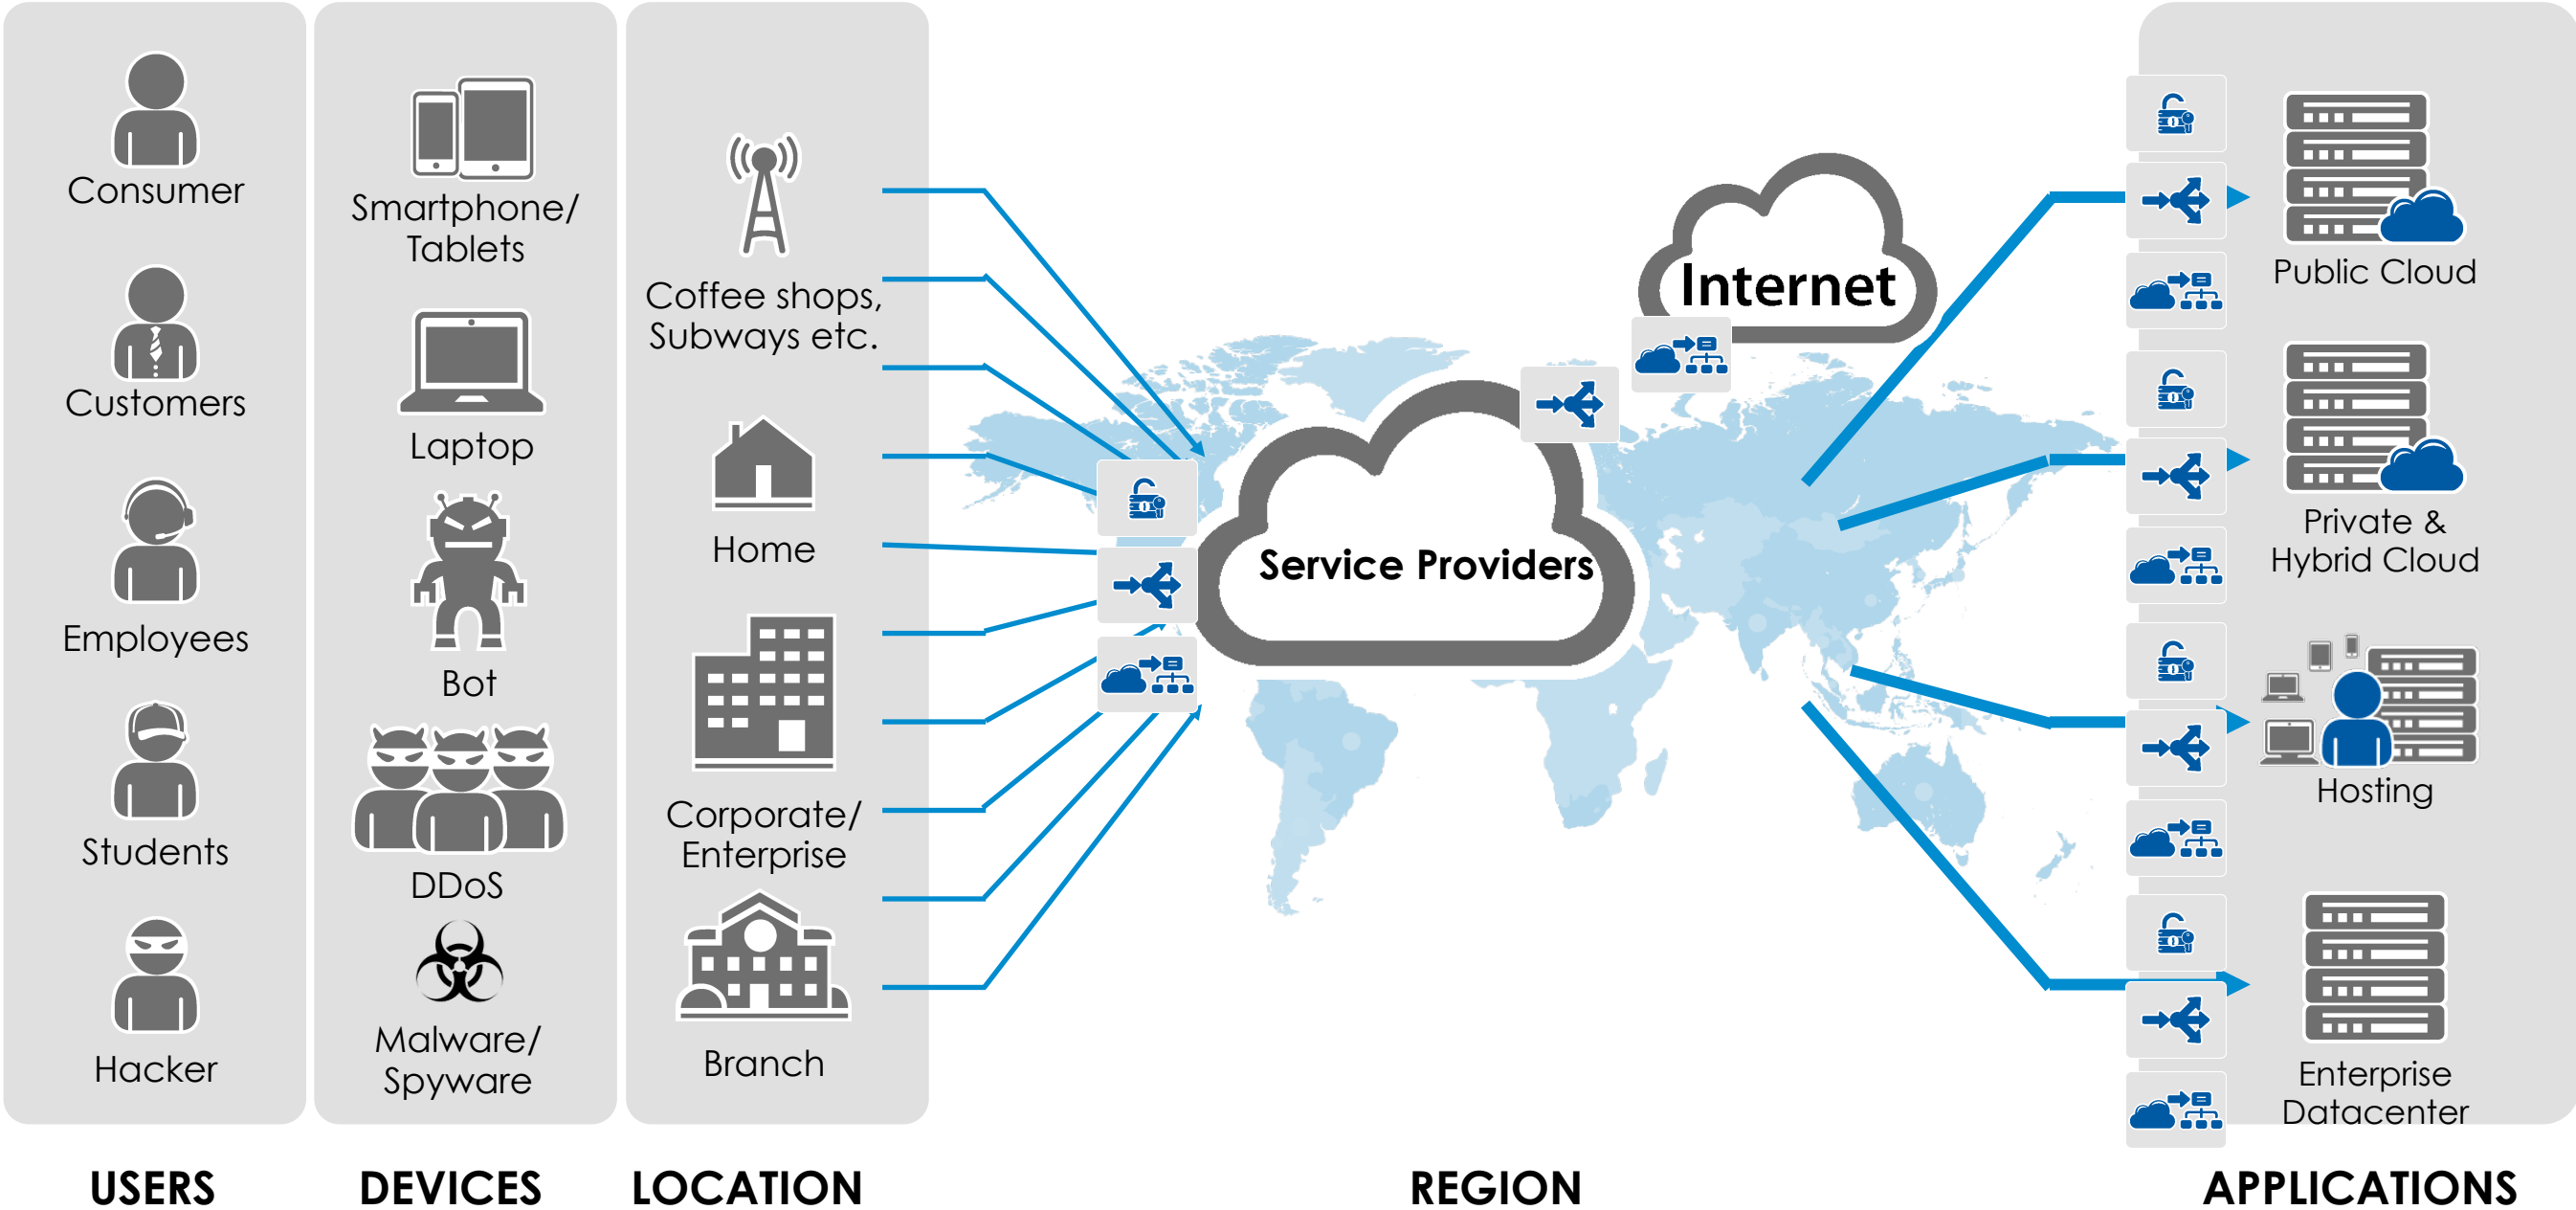 Consumer
Customers
Employees
Students
Hacker
Smartphone/
Tablets
Laptop
Bot
DDoS
Malware/
Spyware
Coffee shops,
Subways etc.
Home
Corporate/
Enterprise
Branch
Internet
Service Providers
Public Cloud
Private &
Hybrid Cloud
Hosting
Enterprise
Datacenter
USERS
DEVICES
LOCATION
REGION
APPLICATIONS